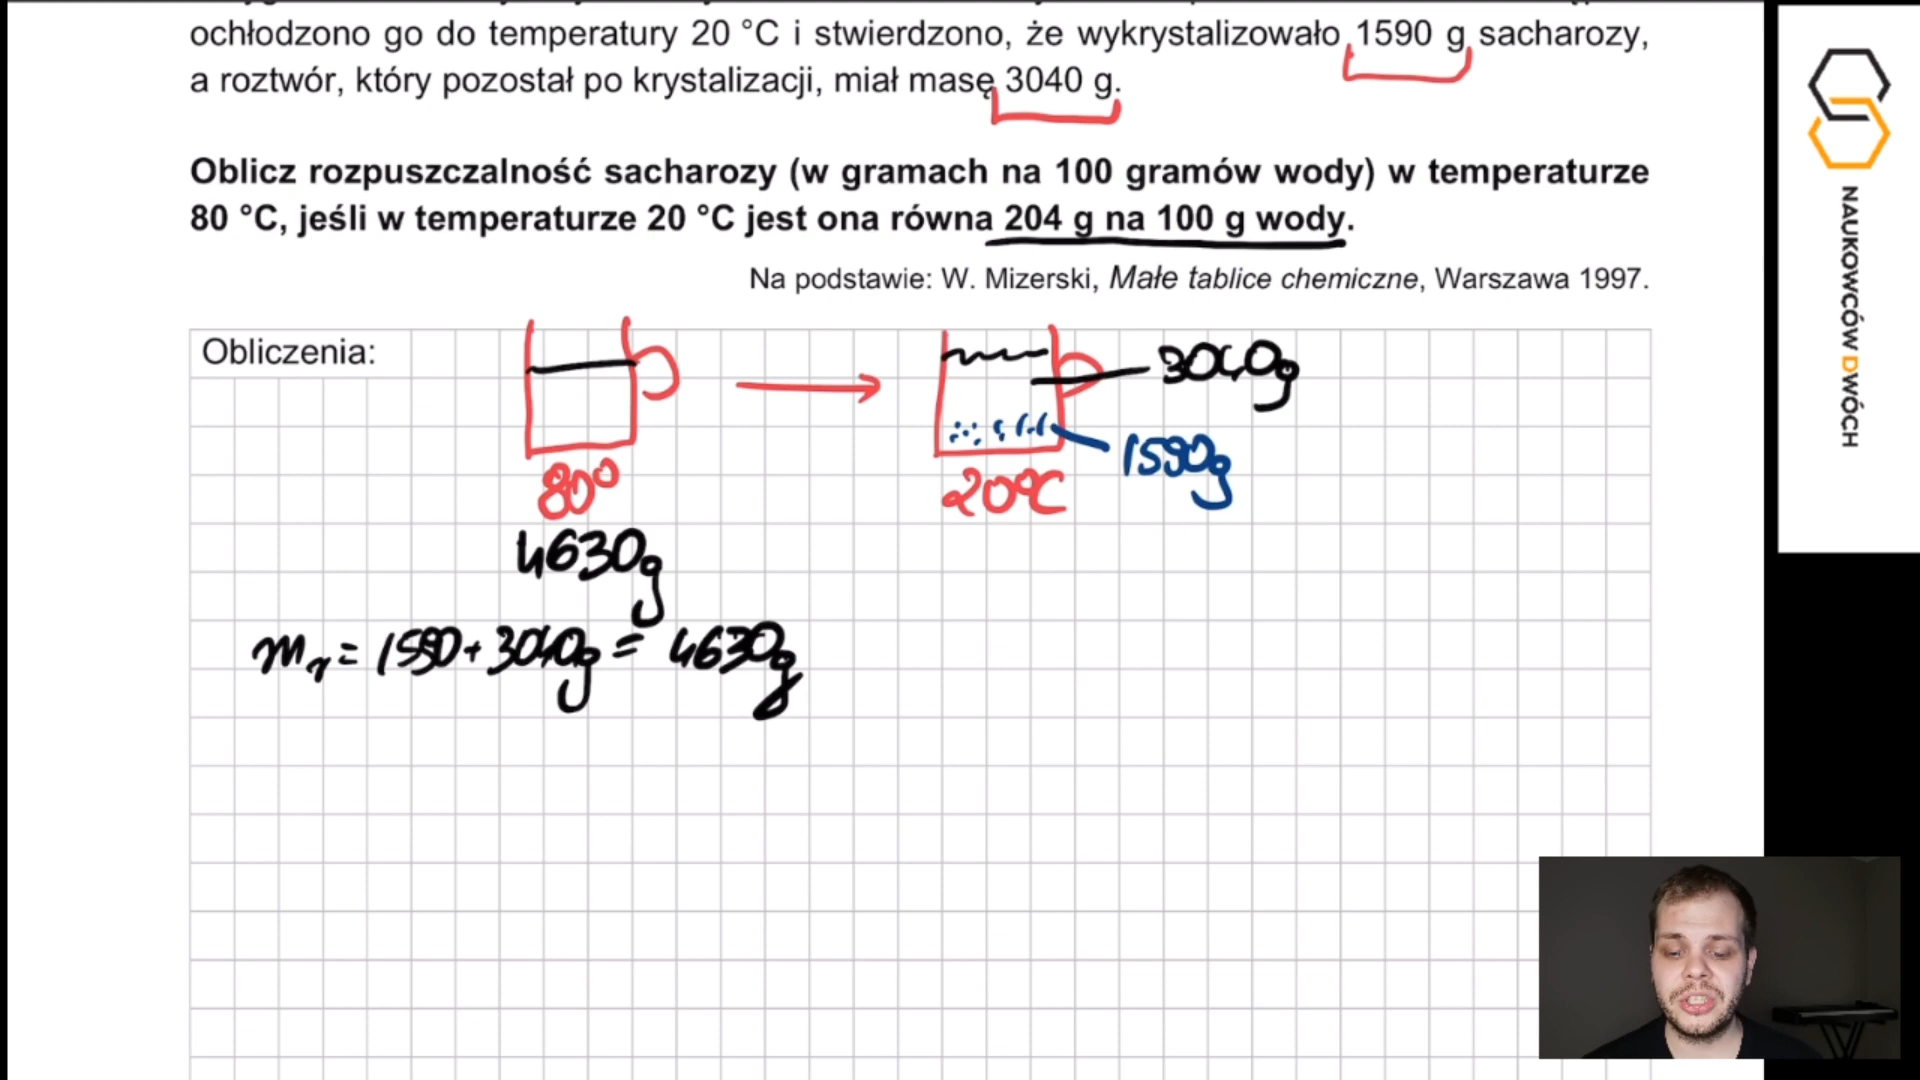 ochłodzono go do temperatury 20 °C i stwierdzono, że wykrystalizowało 1590 g sacharozy,
a roztwór, który pozostał po krystalizacji, miał masę 3040 g.
Oblicz rozpuszczalność sacharozy (w gramach na 100 gramów wody) w temperaturze
80 °C, jeśli w temperaturze 20 °C jest ona równa 204 g na 100 g wody.
Na podstawie: W. Mizerski, Małe tablice chemiczne, Warszawa 1997.
Obliczenia:
3040g
1590g
80°
20°C
4630g
mr = 1590 + 3040g = 4630g
NAUKOWCÓW DWÓCH